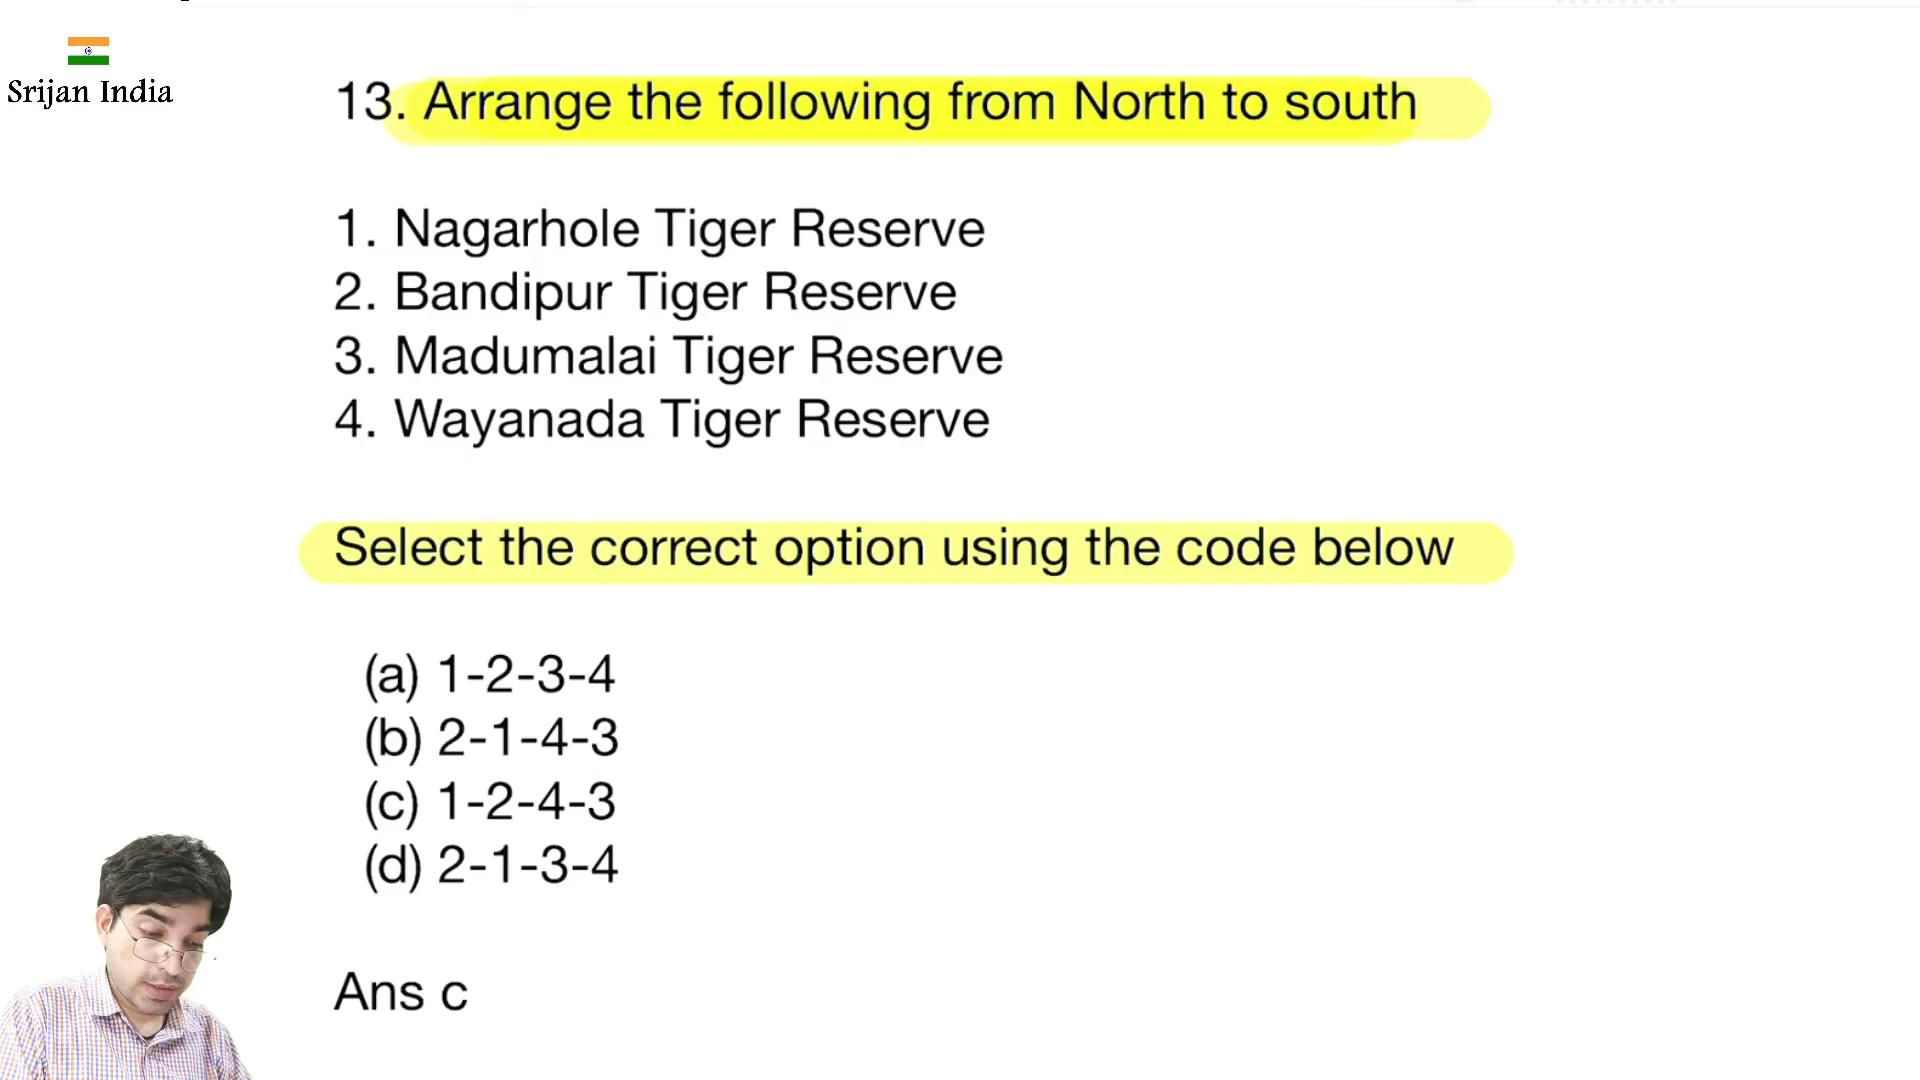 Srijan India
13. Arrange the following from North to south
1. Nagarhole Tiger Reserve
2. Bandipur Tiger Reserve
3. Madumalai Tiger Reserve
4. Wayanada Tiger Reserve
Select the correct option using the code below
(a) 1-2-3-4
(b) 2-1-4-3
(c) 1-2-4-3
(d) 2-1-3-4
Ans c